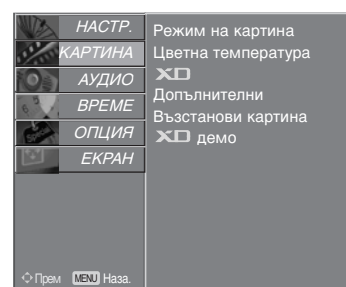 НАСТР.
КАРТИНА
АУДИО
ВРЕМЕ
ОПЦИЯ
ЕКРАН
Режим на картина
Цветна температура
XD
Допълнителни
Възстанови картина
XD демо
Прем MENU Наза.